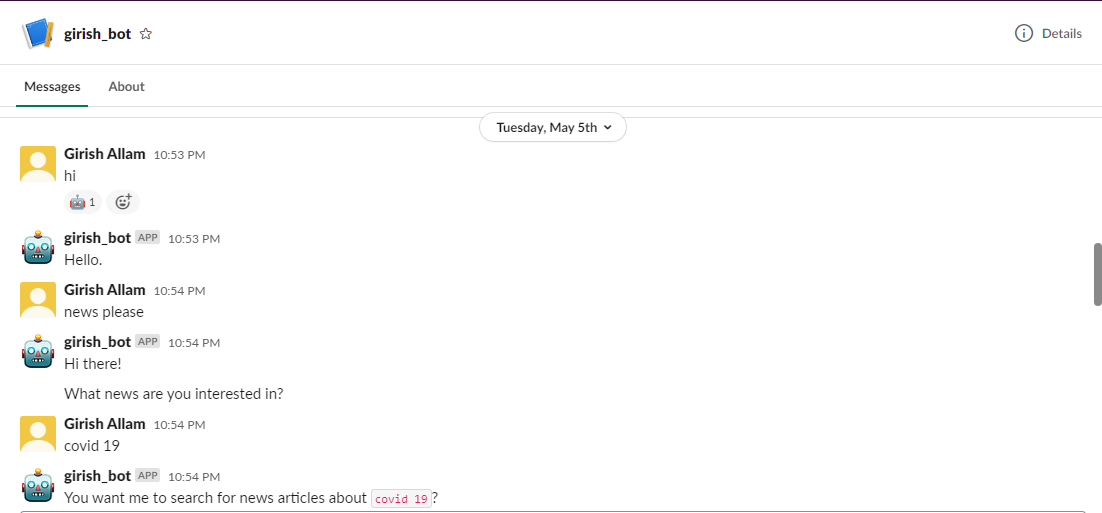 girish_bot
Details
Messages About
Tuesday, May 5th
Girish Allam 10:53 PM
hi
1
girish_bot APP 10:53 PM
Hello.
Girish Allam 10:54 PM
news please
girish_bot APP 10:54 PM
Hi there!
What news are you interested in?
Girish Allam 10:54 PM
covid 19
girish_bot APP 10:54 PM
You want me to search for news articles about covid 19?